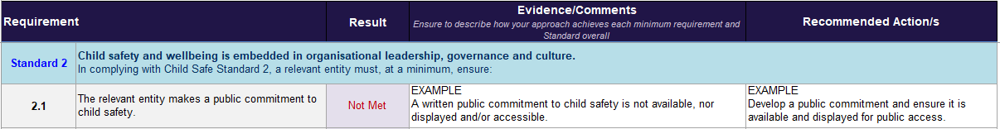 Requirement
Result
Evidence/Comments
Ensure to describe how your approach achieves each minimum requirement and
Standard overall
Recommended Action/s
Standard 2
Child safety and wellbeing is embedded in organisational leadership, governance and culture.
In complying with Child Safe Standard 2, a relevant entity must, at a minimum, ensure:
2.1
The relevant entity makes a public commitment to
child safety.
Not Met
EXAMPLE
A written public commitment to child safety is not available, nor
displayed and/or accessible.
EXAMPLE
Develop a public commitment and ensure it is
available and displayed for public access.